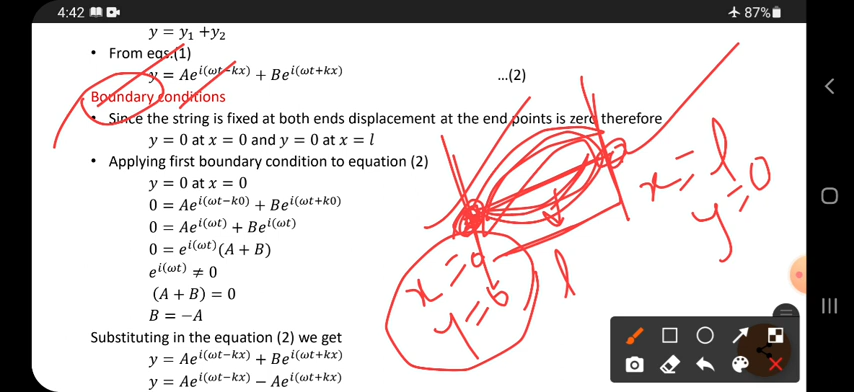 4:42
87%
y = y₁ +y₂
• From eqs.(1)
y = Ae^{i(ωt−kx)} + Be^{i(ωt+kx)} ...(2)
Boundary conditions
• Since the string is fixed at both ends displacement at the end points is zero therefore
y = 0 at x = 0 and y = 0 at x = l
• Applying first boundary condition to equation (2)
y = 0 at x = 0
0 = Ae^{i(ωt−k0)} + Be^{i(ωt+k0)}
0 = Ae^{i(ωt)} + Be^{i(ωt)}
0 = e^{i(ωt)}(A + B)
e^{i(ωt)} ≠ 0
(A + B) = 0
B = −A
Substituting in the equation (2) we get
y = Ae^{i(ωt−kx)} + Be^{i(ωt+kx)}
y = Ae^{i(ωt−kx)} − Ae^{i(ωt+kx)}
x = l
y = 0
x = 0
y = 0
l